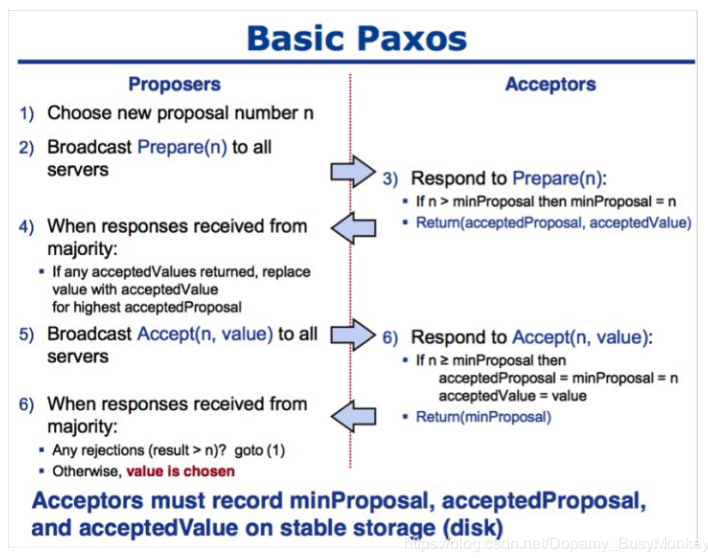 Basic Paxos
Proposers
Acceptors
1) Choose new proposal number n
2) Broadcast Prepare(n) to all
servers
3) Respond to Prepare(n):
▪ If n > minProposal then minProposal = n
▪ Return(acceptedProposal, acceptedValue)
4) When responses received from
majority:
▪ If any acceptedValues returned, replace
value with acceptedValue
for highest acceptedProposal
5) Broadcast Accept(n, value) to all
servers
6) Respond to Accept(n, value):
▪ If n ≥ minProposal then
acceptedProposal = minProposal = n
acceptedValue = value
▪ Return(minProposal)
6) When responses received from
majority:
▪ Any rejections (result > n)? goto (1)
▪ Otherwise, value is chosen
Acceptors must record minProposal, acceptedProposal,
and acceptedValue on stable storage (disk)
https://blog.csdn.net/Dopamy_BusyMonkey